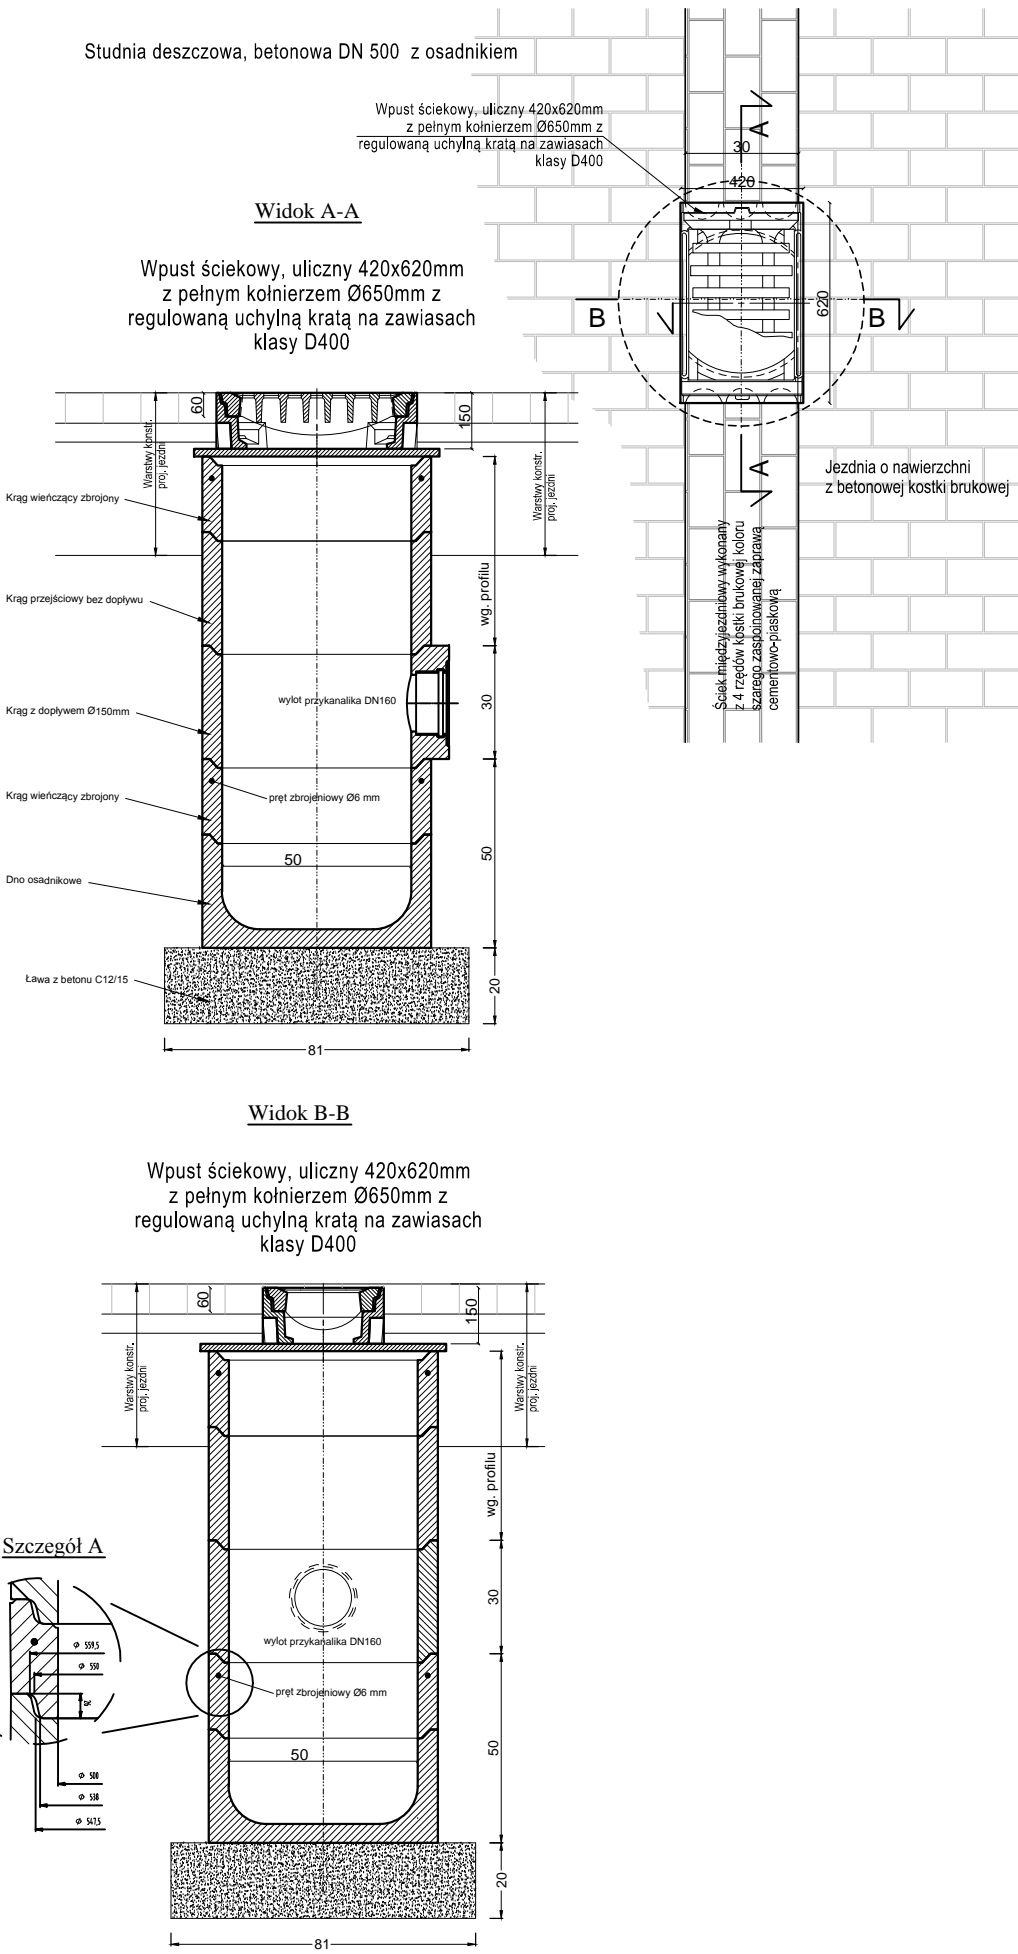 Studnia deszczowa, betonowa DN 500 z osadnikiem
Wpust ściekowy, uliczny 420x620mm
z pełnym kołnierzem Ø650mm z
regulowaną uchylną kratą na zawiasach
klasy D400
A
30
420
620
B
B
A
Jezdnia o nawierzchni
z betonowej kostki brukowej
Ściek międzyjezdniowy wykonany
z 4 rzędów kostki brukowej koloru
szarego zaspoinowanej zaprawą
cementowo-piaskową
Widok A-A
Wpust ściekowy, uliczny 420x620mm
z pełnym kołnierzem Ø650mm z
regulowaną uchylną kratą na zawiasach
klasy D400
60
150
Warstwy konstr.
proj. jezdni
Warstwy konstr.
proj. jezdni
Krąg wieńczący zbrojony
Krąg przejściowy bez dopływu
wg. profilu
wylot przykanalika DN160
30
Krąg z dopływem Ø150mm
Krąg wieńczący zbrojony
pręt zbrojeniowy Ø6 mm
50
50
Dno osadnikowe
Ława z betonu C12/15
20
81
Widok B-B
Wpust ściekowy, uliczny 420x620mm
z pełnym kołnierzem Ø650mm z
regulowaną uchylną kratą na zawiasach
klasy D400
60
150
Warstwy konstr.
proj. jezdni
Warstwy konstr.
proj. jezdni
wg. profilu
30
wylot przykanalika DN160
pręt zbrojeniowy Ø6 mm
50
50
20
81
Szczegół A
Φ 559,5
Φ 550
Φ 500
Φ 538
Φ 547,5